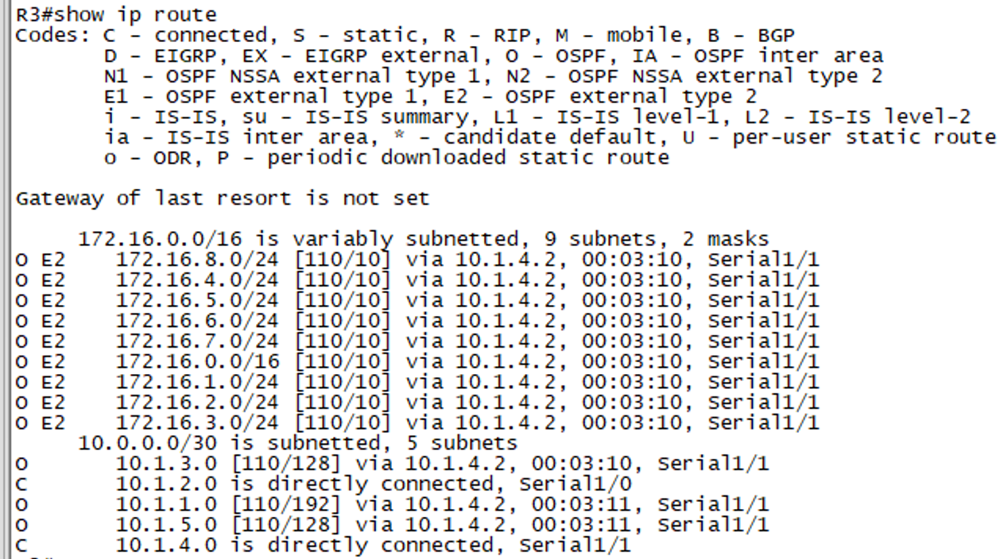 R3#show ip route
Codes: C - connected, S - static, R - RIP, M - mobile, B - BGP
       D - EIGRP, EX - EIGRP external, O - OSPF, IA - OSPF inter area
       N1 - OSPF NSSA external type 1, N2 - OSPF NSSA external type 2
       E1 - OSPF external type 1, E2 - OSPF external type 2
       i - IS-IS, su - IS-IS summary, L1 - IS-IS level-1, L2 - IS-IS level-2
       ia - IS-IS inter area, * - candidate default, U - per-user static route
       o - ODR, P - periodic downloaded static route

Gateway of last resort is not set

     172.16.0.0/16 is variably subnetted, 9 subnets, 2 masks
O E2    172.16.8.0/24 [110/10] via 10.1.4.2, 00:03:10, Serial1/1
O E2    172.16.4.0/24 [110/10] via 10.1.4.2, 00:03:10, Serial1/1
O E2    172.16.5.0/24 [110/10] via 10.1.4.2, 00:03:10, Serial1/1
O E2    172.16.6.0/24 [110/10] via 10.1.4.2, 00:03:10, Serial1/1
O E2    172.16.7.0/24 [110/10] via 10.1.4.2, 00:03:10, Serial1/1
O E2    172.16.0.0/16 [110/10] via 10.1.4.2, 00:03:10, Serial1/1
O E2    172.16.1.0/24 [110/10] via 10.1.4.2, 00:03:10, Serial1/1
O E2    172.16.2.0/24 [110/10] via 10.1.4.2, 00:03:10, Serial1/1
O E2    172.16.3.0/24 [110/10] via 10.1.4.2, 00:03:10, Serial1/1
     10.0.0.0/30 is subnetted, 5 subnets
O       10.1.3.0 [110/128] via 10.1.4.2, 00:03:10, Serial1/1
C       10.1.2.0 is directly connected, Serial1/0
O       10.1.1.0 [110/192] via 10.1.4.2, 00:03:11, Serial1/1
O       10.1.5.0 [110/128] via 10.1.4.2, 00:03:11, Serial1/1
C       10.1.4.0 is directly connected, Serial1/1